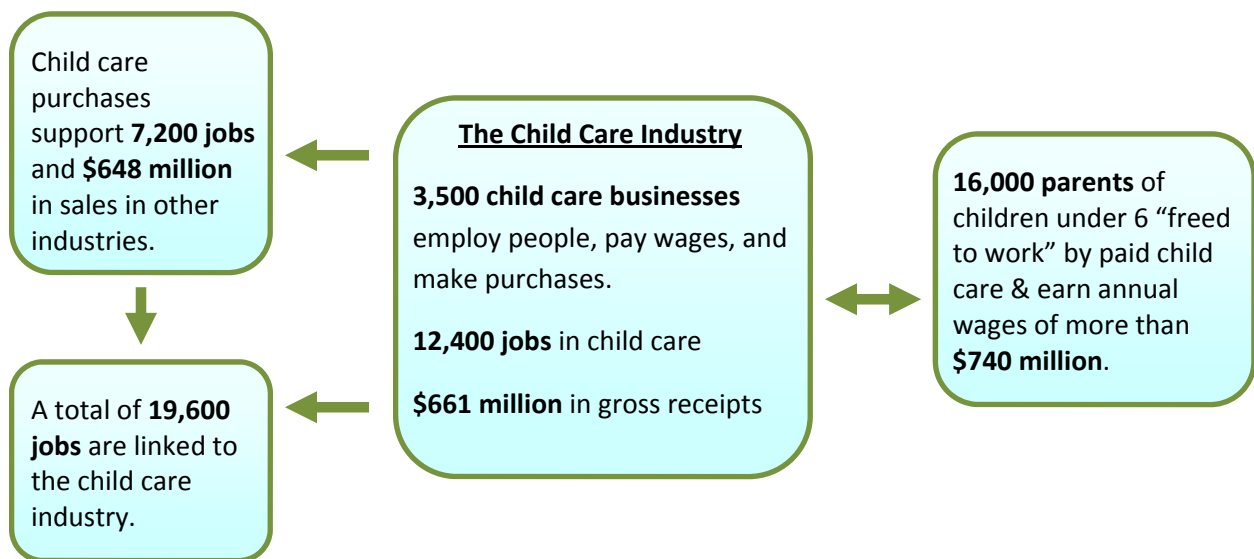 Child care
purchases
support 7,200 jobs
and $648 million
in sales in other
industries.
A total of 19,600
jobs are linked to
the child care
industry.
The Child Care Industry
3,500 child care businesses
employ people, pay wages, and
make purchases.
12,400 jobs in child care
$661 million in gross receipts
16,000 parents of
children under 6 “freed
to work” by paid child
care & earn annual
wages of more than
$740 million.